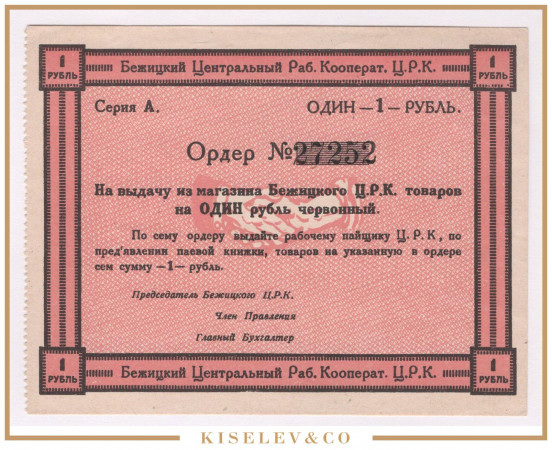 1 РУБЛЬ
Бежицкий Центральный Раб. Кооперат. Ц.Р.К.
1 РУБЛЬ
Серия А.
ОДИН —1— РУБЛЬ.
Ордер № 27252
На выдачу из магазина Бежицкого Ц.Р.К. товаров
на ОДИН рубль червонный.
По сему ордеру выдайте рабочему пайщику Ц. Р. К, по
пред'явлении паевой книжки, товаров на указанную в ордере
сем сумму —1— рубль.
Председатель Бежицкого Ц.Р.К.
Член Правления
Главный Бухгалтер
1 РУБЛЬ
Бежицкий Центральный Раб. Кооперат. Ц.Р.К.
1 РУБЛЬ
KISELEV&CO